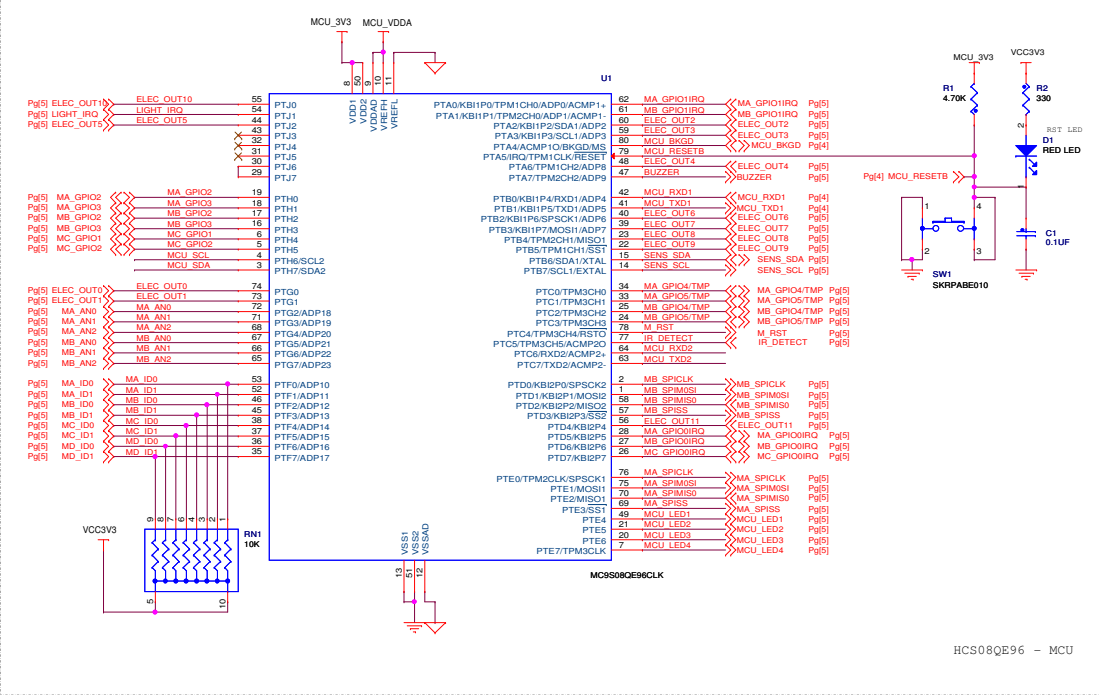 MCU_3V3 MCU_VDDA
8 50 9 10 11
VDD1 VDD2 VDDAD VREFH VREFL
U1
Pg[5] ELEC_OUT10 ELEC_OUT10 55 PTJ0
Pg[5] LIGHT_IRQ LIGHT_IRQ 54 PTJ1
Pg[5] ELEC_OUT5 ELEC_OUT5 44 PTJ2
43 PTJ3
32 PTJ4
31 PTJ5
30 PTJ6
29 PTJ7
Pg[5] MA_GPIO2 MA_GPIO2 19 PTH0
Pg[5] MA_GPIO3 MA_GPIO3 18 PTH1
Pg[5] MB_GPIO2 MB_GPIO2 17 PTH2
Pg[5] MB_GPIO3 MB_GPIO3 16 PTH3
Pg[5] MC_GPIO1 MC_GPIO1 6 PTH4
Pg[5] MC_GPIO2 MC_GPIO2 5 PTH5
MCU_SCL 4 PTH6/SCL2
MCU_SDA 3 PTH7/SDA2
Pg[5] ELEC_OUT0 ELEC_OUT0 74 PTG0
Pg[5] ELEC_OUT1 ELEC_OUT1 73 PTG1
Pg[5] MA_AN0 MA_AN0 72 PTG2/ADP18
Pg[5] MA_AN1 MA_AN1 71 PTG3/ADP19
Pg[5] MA_AN2 MA_AN2 68 PTG4/ADP20
Pg[5] MB_AN0 MB_AN0 67 PTG5/ADP21
Pg[5] MB_AN1 MB_AN1 66 PTG6/ADP22
Pg[5] MB_AN2 MB_AN2 65 PTG7/ADP23
Pg[5] MA_ID0 MA_ID0 53 PTF0/ADP10
Pg[5] MA_ID1 MA_ID1 52 PTF1/ADP11
Pg[5] MB_ID0 MB_ID0 46 PTF2/ADP12
Pg[5] MB_ID1 MB_ID1 45 PTF3/ADP13
Pg[5] MC_ID0 MC_ID0 38 PTF4/ADP14
Pg[5] MC_ID1 MC_ID1 37 PTF5/ADP15
Pg[5] MD_ID0 MD_ID0 36 PTF6/ADP16
Pg[5] MD_ID1 MD_ID1 35 PTF7/ADP17
PTA0/KBI1P0/TPM1CH0/ADP0/ACMP1+ 62 MA_GPIO1IRQ MA_GPIO1IRQ Pg[5]
PTA1/KBI1P1/TPM2CH0/ADP1/ACMP1- 61 MB_GPIO1IRQ MB_GPIO1IRQ Pg[5]
PTA2/KBI1P2/SDA1/ADP2 60 ELEC_OUT2 ELEC_OUT2 Pg[5]
PTA3/KBI1P3/SCL1/ADP3 59 ELEC_OUT3 ELEC_OUT3 Pg[5]
PTA4/ACMP1O/BKGD/MS 80 MCU_BKGD MCU_BKGD Pg[4]
PTA5/IRQ/TPM1CLK/RESET 79 MCU_RESETB
PTA6/TPM1CH2/ADP8 48 ELEC_OUT4 ELEC_OUT4 Pg[5]
PTA7/TPM2CH2/ADP9 47 BUZZER BUZZER Pg[5]
PTB0/KBI1P4/RXD1/ADP4 42 MCU_RXD1 MCU_RXD1 Pg[4]
PTB1/KBI1P5/TXD1/ADP5 41 MCU_TXD1 MCU_TXD1 Pg[4]
PTB2/KBI1P6/SPSCK1/ADP6 40 ELEC_OUT6 ELEC_OUT6 Pg[5]
PTB3/KBI1P7/MOSI1/ADP7 39 ELEC_OUT7 ELEC_OUT7 Pg[5]
PTB4/TPM2CH1/MISO1 23 ELEC_OUT8 ELEC_OUT8 Pg[5]
PTB5/TPM1CH1/SS1 22 ELEC_OUT9 ELEC_OUT9 Pg[5]
PTB6/SDA1/XTAL 15 SENS_SDA SENS_SDA Pg[5]
PTB7/SCL1/EXTAL 14 SENS_SCL SENS_SCL Pg[5]
PTC0/TPM3CH0 34 MA_GPIO4/TMP MA_GPIO4/TMP Pg[5]
PTC1/TPM3CH1 33 MA_GPIO5/TMP MA_GPIO5/TMP Pg[5]
PTC2/TPM3CH2 25 MB_GPIO4/TMP MB_GPIO4/TMP Pg[5]
PTC3/TPM3CH3 24 MB_GPIO5/TMP MB_GPIO5/TMP Pg[5]
PTC4/TPM3CH4/RSTO 78 M_RST M_RST Pg[5]
PTC5/TPM3CH5/ACMP2O 77 IR_DETECT IR_DETECT Pg[5]
PTC6/RXD2/ACMP2+ 64 MCU_RXD2
PTC7/TXD2/ACMP2- 63 MCU_TXD2
PTD0/KBI2P0/SPSCK2 2 MB_SPICLK MB_SPICLK Pg[5]
PTD1/KBI2P1/MOSI2 1 MB_SPIM0SI MB_SPIM0SI Pg[5]
PTD2/KBI2P2/MISO2 58 MB_SPIMIS0 MB_SPIMIS0 Pg[5]
PTD3/KBI2P3/SS2 57 MB_SPISS MB_SPISS Pg[5]
PTD4/KBI2P4 56 ELEC_OUT11 ELEC_OUT11 Pg[5]
PTD5/KBI2P5 28 MA_GPIO0IRQ MA_GPIO0IRQ Pg[5]
PTD6/KBI2P6 27 MB_GPIO0IRQ MB_GPIO0IRQ Pg[5]
PTD7/KBI2P7 26 MC_GPIO0IRQ MC_GPIO0IRQ Pg[5]
PTE0/TPM2CLK/SPSCK1 76 MA_SPICLK MA_SPICLK Pg[5]
PTE1/MOSI1 75 MA_SPIM0SI MA_SPIM0SI Pg[5]
PTE2/MISO1 70 MA_SPIMIS0 MA_SPIMIS0 Pg[5]
PTE3/SS1 69 MA_SPISS MA_SPISS Pg[5]
PTE4 49 MCU_LED1 MCU_LED1 Pg[5]
PTE5 21 MCU_LED2 MCU_LED2 Pg[5]
PTE6 20 MCU_LED3 MCU_LED3 Pg[5]
PTE7/TPM3CLK 7 MCU_LED4 MCU_LED4 Pg[5]
MC9S08QE96CLK
VSS1 VSS2 VSSAD
13 51 12
VCC3V3
9 8 7 6 4 3 2 1
RN1
10K
5 10
MCU_3V3 VCC3V3
R1
4.70K
R2
330
2
RST LED
D1
RED LED
1
Pg[4] MCU_RESETB
1 4
2 3
C1
0.1UF
SW1
SKRPABE010
HCS08QE96 - MCU